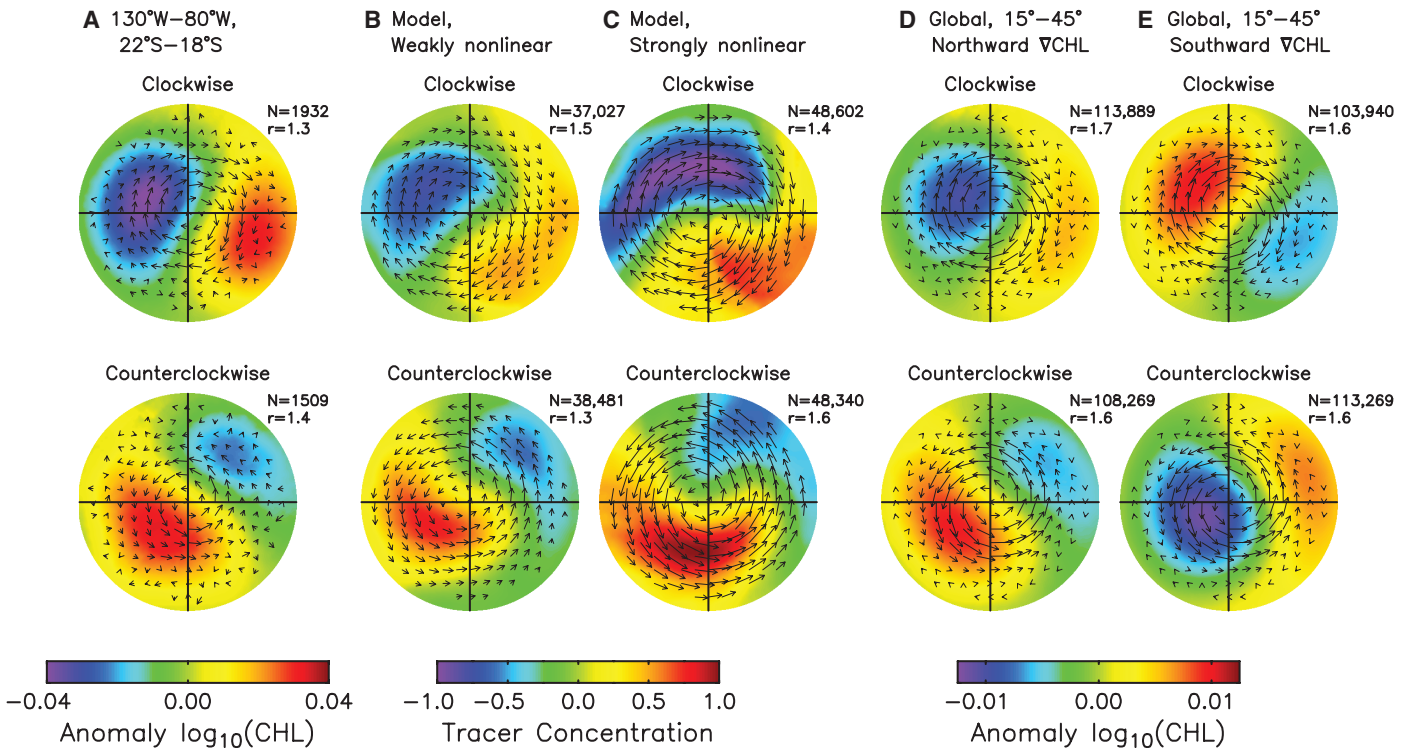 A 130°W−80°W,
22°S−18°S
B Model,
Weakly nonlinear
C Model,
Strongly nonlinear
D Global, 15°−45°
Northward ∇CHL
E Global, 15°−45°
Southward ∇CHL
Clockwise
N=1932
r=1.3
Clockwise
N=37,027
r=1.5
Clockwise
N=48,602
r=1.4
Clockwise
N=113,889
r=1.7
Clockwise
N=103,940
r=1.6
Counterclockwise
N=1509
r=1.4
Counterclockwise
N=38,481
r=1.3
Counterclockwise
N=48,340
r=1.6
Counterclockwise
N=108,269
r=1.6
Counterclockwise
N=113,269
r=1.6
−0.04 0.00 0.04
Anomaly log₁₀(CHL)
−1.0 −0.5 0.0 0.5 1.0
Tracer Concentration
−0.01 0.00 0.01
Anomaly log₁₀(CHL)